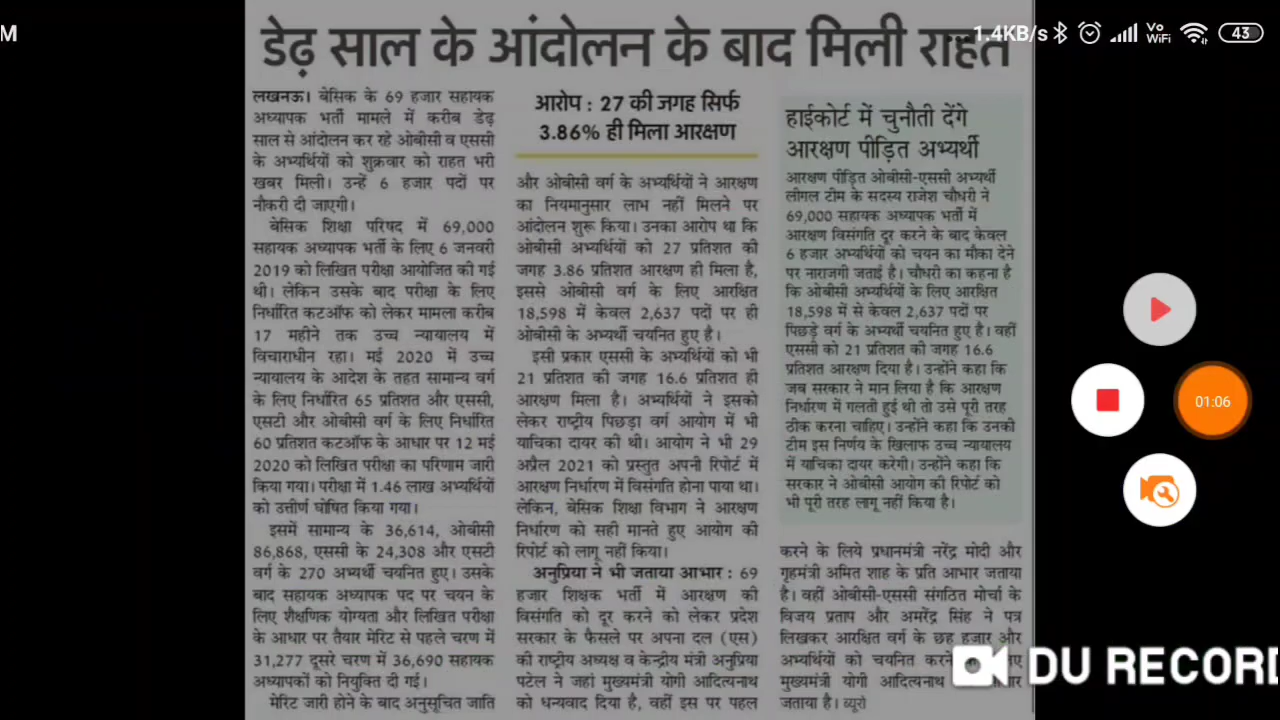 M
1.4KB/s
Vo WiFi
43
डेढ़ साल के आंदोलन के बाद मिली राहत
लखनऊ। बेसिक के 69 हजार सहायक
अध्यापक भर्ती मामले में करीब डेढ़
साल से आंदोलन कर रहे ओबीसी व एससी
के अभ्यर्थियों को शुक्रवार को राहत भरी
खबर मिली। उन्हें 6 हजार पदों पर
नौकरी दी जाएगी।
बेसिक शिक्षा परिषद में 69,000
सहायक अध्यापक भर्ती के लिए 6 जनवरी
2019 को लिखित परीक्षा आयोजित की गई
थी। लेकिन उसके बाद परीक्षा के लिए
निर्धारित कटऑफ को लेकर मामला करीब
17 महीने तक उच्च न्यायालय में
विचाराधीन रहा। मई 2020 में उच्च
न्यायालय के आदेश के तहत सामान्य वर्ग
के लिए निर्धारित 65 प्रतिशत और एससी,
एसटी और ओबीसी वर्ग के लिए निर्धारित
60 प्रतिशत कटऑफ के आधार पर 12 मई
2020 को लिखित परीक्षा का परिणाम जारी
किया गया। परीक्षा में 1.46 लाख अभ्यर्थियों
को उत्तीर्ण घोषित किया गया।
इसमें सामान्य के 36,614, ओबीसी
86,868, एससी के 24,308 और एसटी
वर्ग के 270 अभ्यर्थी चयनित हुए। उसके
बाद सहायक अध्यापक पद पर चयन के
लिए शैक्षणिक योग्यता और लिखित परीक्षा
के आधार पर तैयार मेरिट से पहले चरण में
31,277 दूसरे चरण में 36,690 सहायक
अध्यापकों को नियुक्ति दी गई।
मेरिट जारी होने के बाद अनुसूचित जाति
आरोप : 27 की जगह सिर्फ
3.86% ही मिला आरक्षण
और ओबीसी वर्ग के अभ्यर्थियों ने आरक्षण
का नियमानुसार लाभ नहीं मिलने पर
आंदोलन शुरू किया। उनका आरोप था कि
ओबीसी अभ्यर्थियों को 27 प्रतिशत की
जगह 3.86 प्रतिशत आरक्षण ही मिला है,
इससे ओबीसी वर्ग के लिए आरक्षित
18,598 में केवल 2,637 पदों पर ही
ओबीसी के अभ्यर्थी चयनित हुए है।
इसी प्रकार एससी के अभ्यर्थियों को भी
21 प्रतिशत की जगह 16.6 प्रतिशत ही
आरक्षण मिला है। अभ्यर्थियों ने इसको
लेकर राष्ट्रीय पिछड़ा वर्ग आयोग में भी
याचिका दायर की थी। आयोग ने भी 29
अप्रैल 2021 को प्रस्तुत अपनी रिपोर्ट में
आरक्षण निर्धारण में विसंगति होना पाया था।
लेकिन, बेसिक शिक्षा विभाग ने आरक्षण
निर्धारण को सही मानते हुए आयोग की
रिपोर्ट को लागू नहीं किया।
अनुप्रिया ने भी जताया आभार : 69
हजार शिक्षक भर्ती में आरक्षण की
विसंगति को दूर करने को लेकर प्रदेश
सरकार के फैसले पर अपना दल (एस)
की राष्ट्रीय अध्यक्ष व केन्द्रीय मंत्री अनुप्रिया
पटेल ने जहां मुख्यमंत्री योगी आदित्यनाथ
को धन्यवाद दिया है, वहीं इस पर पहल
हाईकोर्ट में चुनौती देंगे
आरक्षण पीड़ित अभ्यर्थी
आरक्षण पीड़ित ओबीसी-एससी अभ्यर्थी
लीगल टीम के सदस्य राजेश चौधरी ने
69,000 सहायक अध्यापक भर्ती में
आरक्षण विसंगति दूर करने के बाद केवल
6 हजार अभ्यर्थियों को चयन का मौका देने
पर नाराजगी जताई है। चौधरी का कहना है
कि ओबीसी अभ्यर्थियों के लिए आरक्षित
18,598 में से केवल 2,637 पदों पर
पिछड़े वर्ग के अभ्यर्थी चयनित हुए है। वहीं
एससी को 21 प्रतिशत की जगह 16.6
प्रतिशत आरक्षण दिया है। उन्होंने कहा कि
जब सरकार ने मान लिया है कि आरक्षण
निर्धारण में गलती हुई थी तो उसे पूरी तरह
ठीक करना चाहिए। उन्होंने कहा कि उनकी
टीम इस निर्णय के खिलाफ उच्च न्यायालय
में याचिका दायर करेगी। उन्होंने कहा कि
सरकार ने ओबीसी आयोग की रिपोर्ट को
भी पूरी तरह लागू नहीं किया है।
करने के लिये प्रधानमंत्री नरेंद्र मोदी और
गृहमंत्री अमित शाह के प्रति आभार जताया
है। वहीं ओबीसी-एससी संगठित मोर्चा के
विजय प्रताप और अमरेंद्र सिंह ने पत्र
लिखकर आरक्षित वर्ग के छह हजार और
अभ्यर्थियों को चयनित करने
मुख्यमंत्री योगी आदित्यनाथ
जताया है। ब्यूरो
01:06
DU RECORD